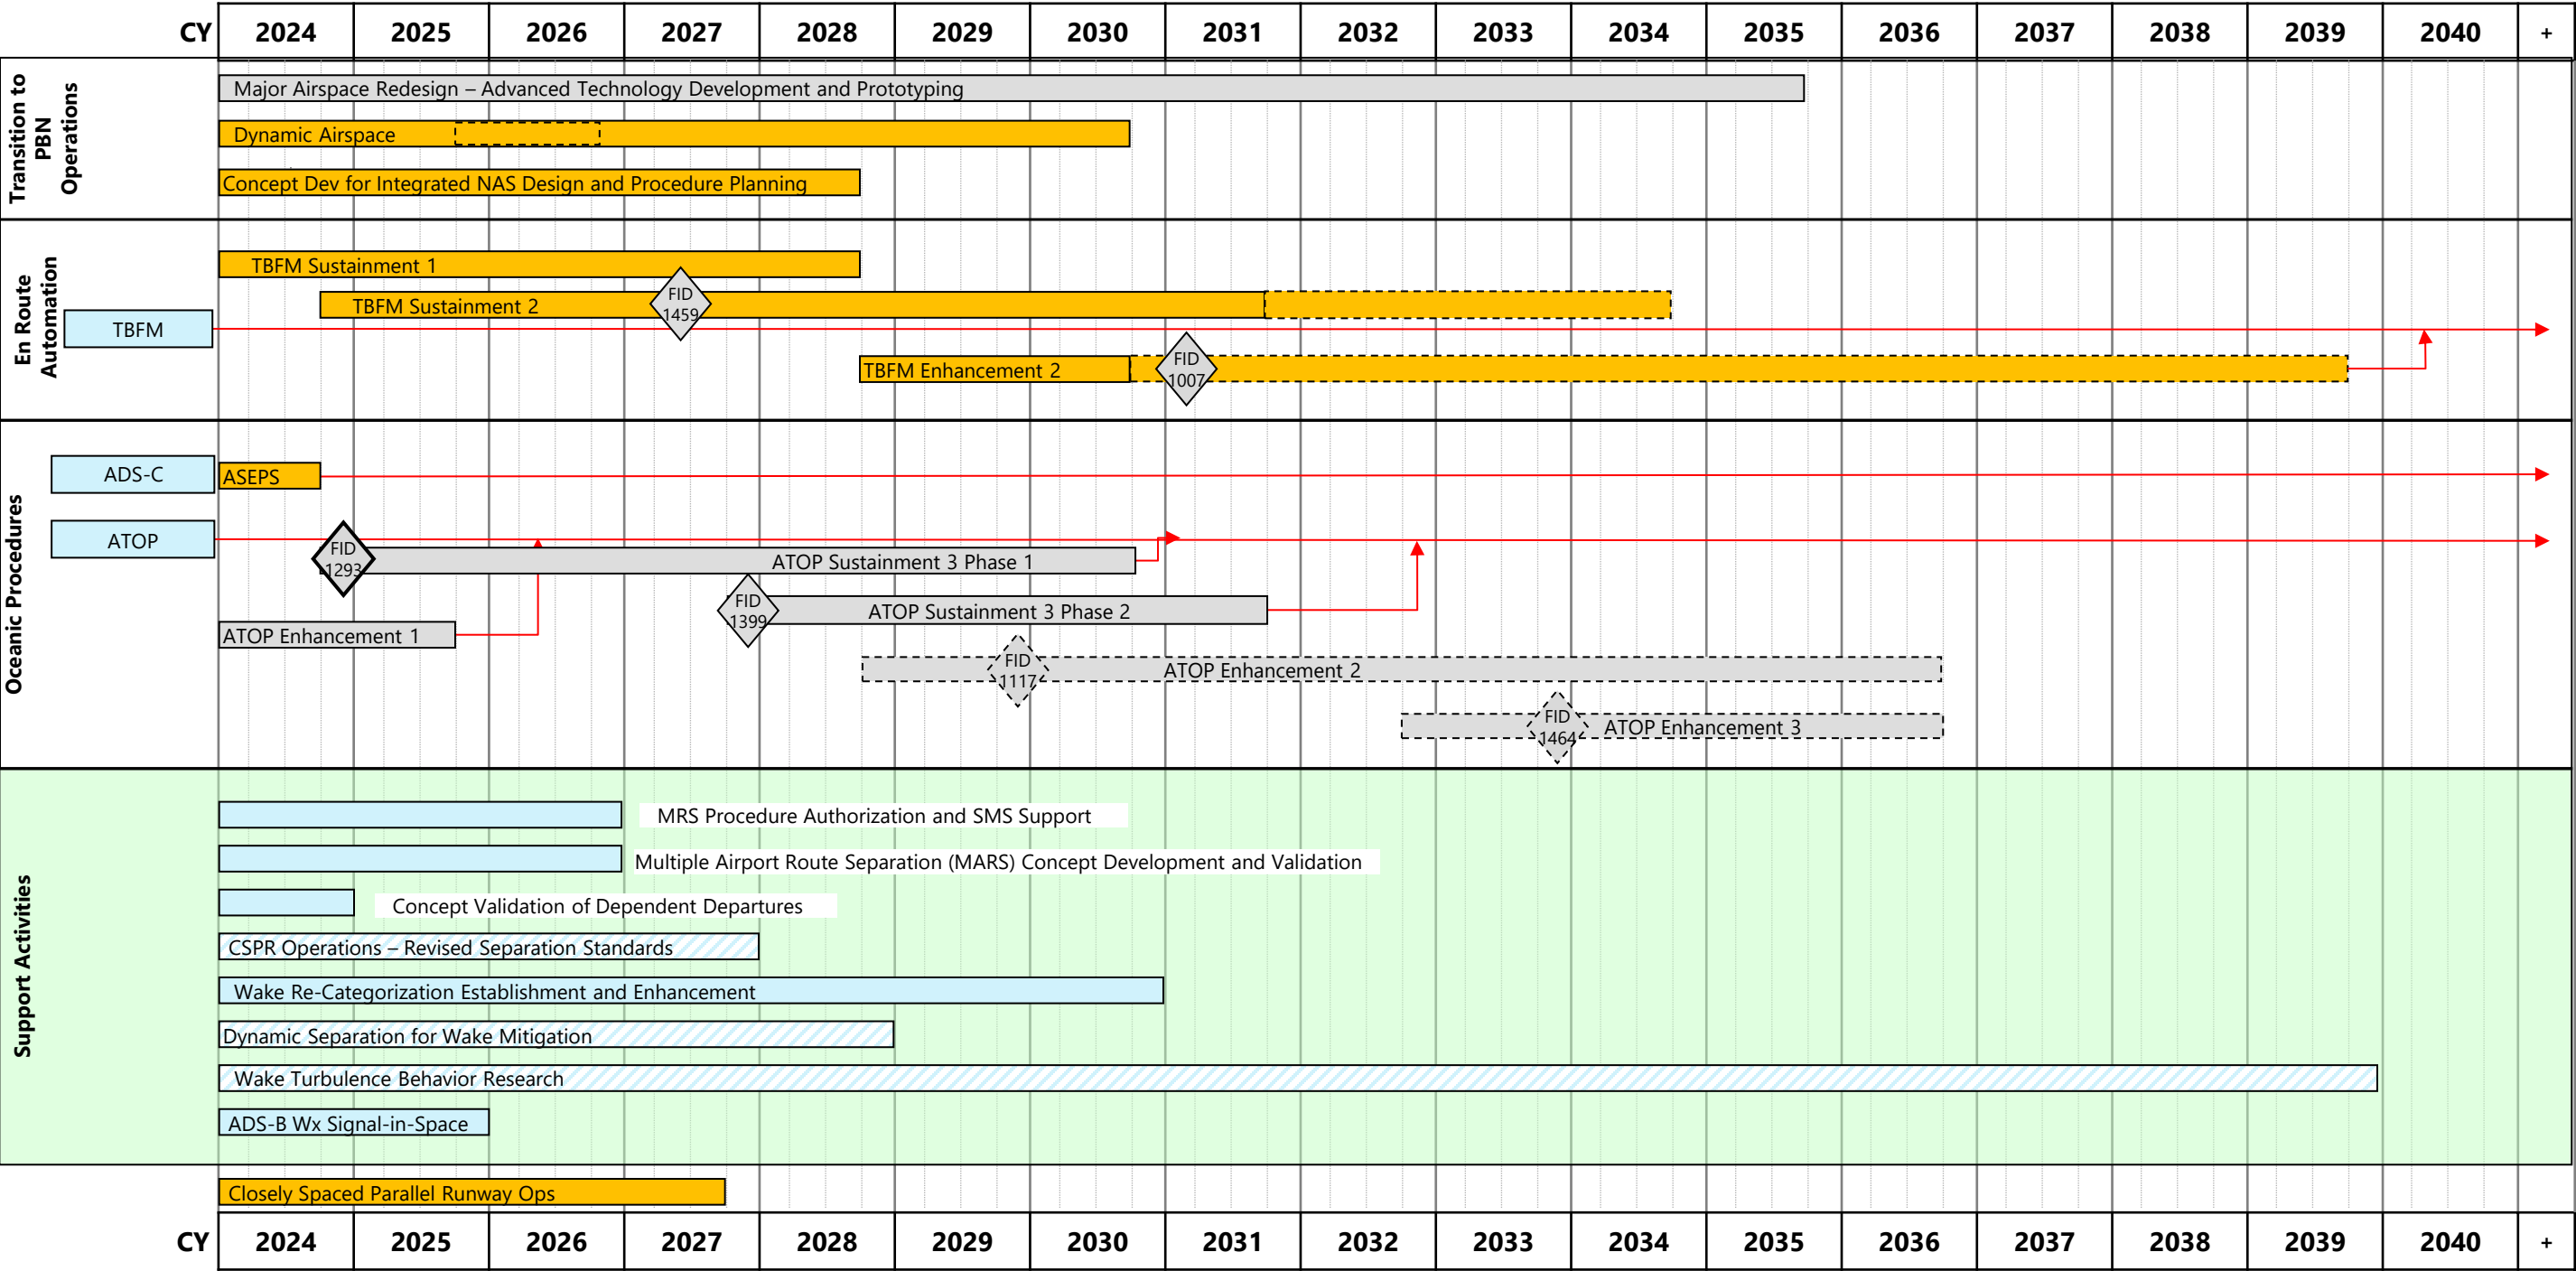 CY 2024 2025 2026 2027 2028 2029 2030 2031 2032 2033 2034 2035 2036 2037 2038 2039 2040 +
Transition to
PBN
Operations
Major Airspace Redesign – Advanced Technology Development and Prototyping
Dynamic Airspace
Concept Dev for Integrated NAS Design and Procedure Planning
En Route
Automation
TBFM Sustainment 1
TBFM Sustainment 2
FID
1459
TBFM
TBFM Enhancement 2
FID
1007
Oceanic Procedures
ADS-C
ASEPS
ATOP
FID
1293
ATOP Sustainment 3 Phase 1
FID
1399
ATOP Sustainment 3 Phase 2
ATOP Enhancement 1
FID
1117
ATOP Enhancement 2
FID
1464
ATOP Enhancement 3
Support Activities
MRS Procedure Authorization and SMS Support
Multiple Airport Route Separation (MARS) Concept Development and Validation
Concept Validation of Dependent Departures
CSPR Operations – Revised Separation Standards
Wake Re-Categorization Establishment and Enhancement
Dynamic Separation for Wake Mitigation
Wake Turbulence Behavior Research
ADS-B Wx Signal-in-Space
Closely Spaced Parallel Runway Ops
CY 2024 2025 2026 2027 2028 2029 2030 2031 2032 2033 2034 2035 2036 2037 2038 2039 2040 +